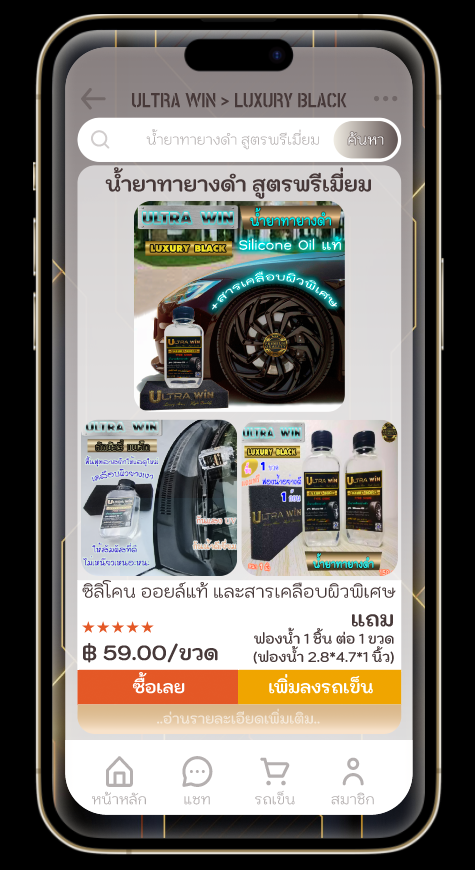 ULTRA WIN > LUXURY BLACK
น้ำยาทายางดำ สูตรพรีเมี่ยม
ค้นหา
น้ำยาทายางดำ สูตรพรีเมี่ยม
ULTRA WIN
น้ำยาทายางดำ
LUXURY BLACK
Silicone Oil แท้
+สารเคลือบผิวพิเศษ
ULTRA WIN
ULTRA WIN
ULTRA WIN
ULTRA WIN
LUXURY BLACK
1 ขวด
1
ULTRA WIN
ULTRA WIN
ULTRA WIN
น้ำยาทายางดำ
ซิลิโคน ออยล์แท้ และสารเคลือบผิวพิเศษ
แถม
ฟองน้ำ 1 ชิ้น ต่อ 1 ขวด
฿ 59.00/ขวด
(ฟองน้ำ 2.8*4.7*1 นิ้ว)
ซื้อเลย
เพิ่มลงรถเข็น
..อ่านรายละเอียดเพิ่มเติม..
หน้าหลัก
แชท
รถเข็น
สมาชิก